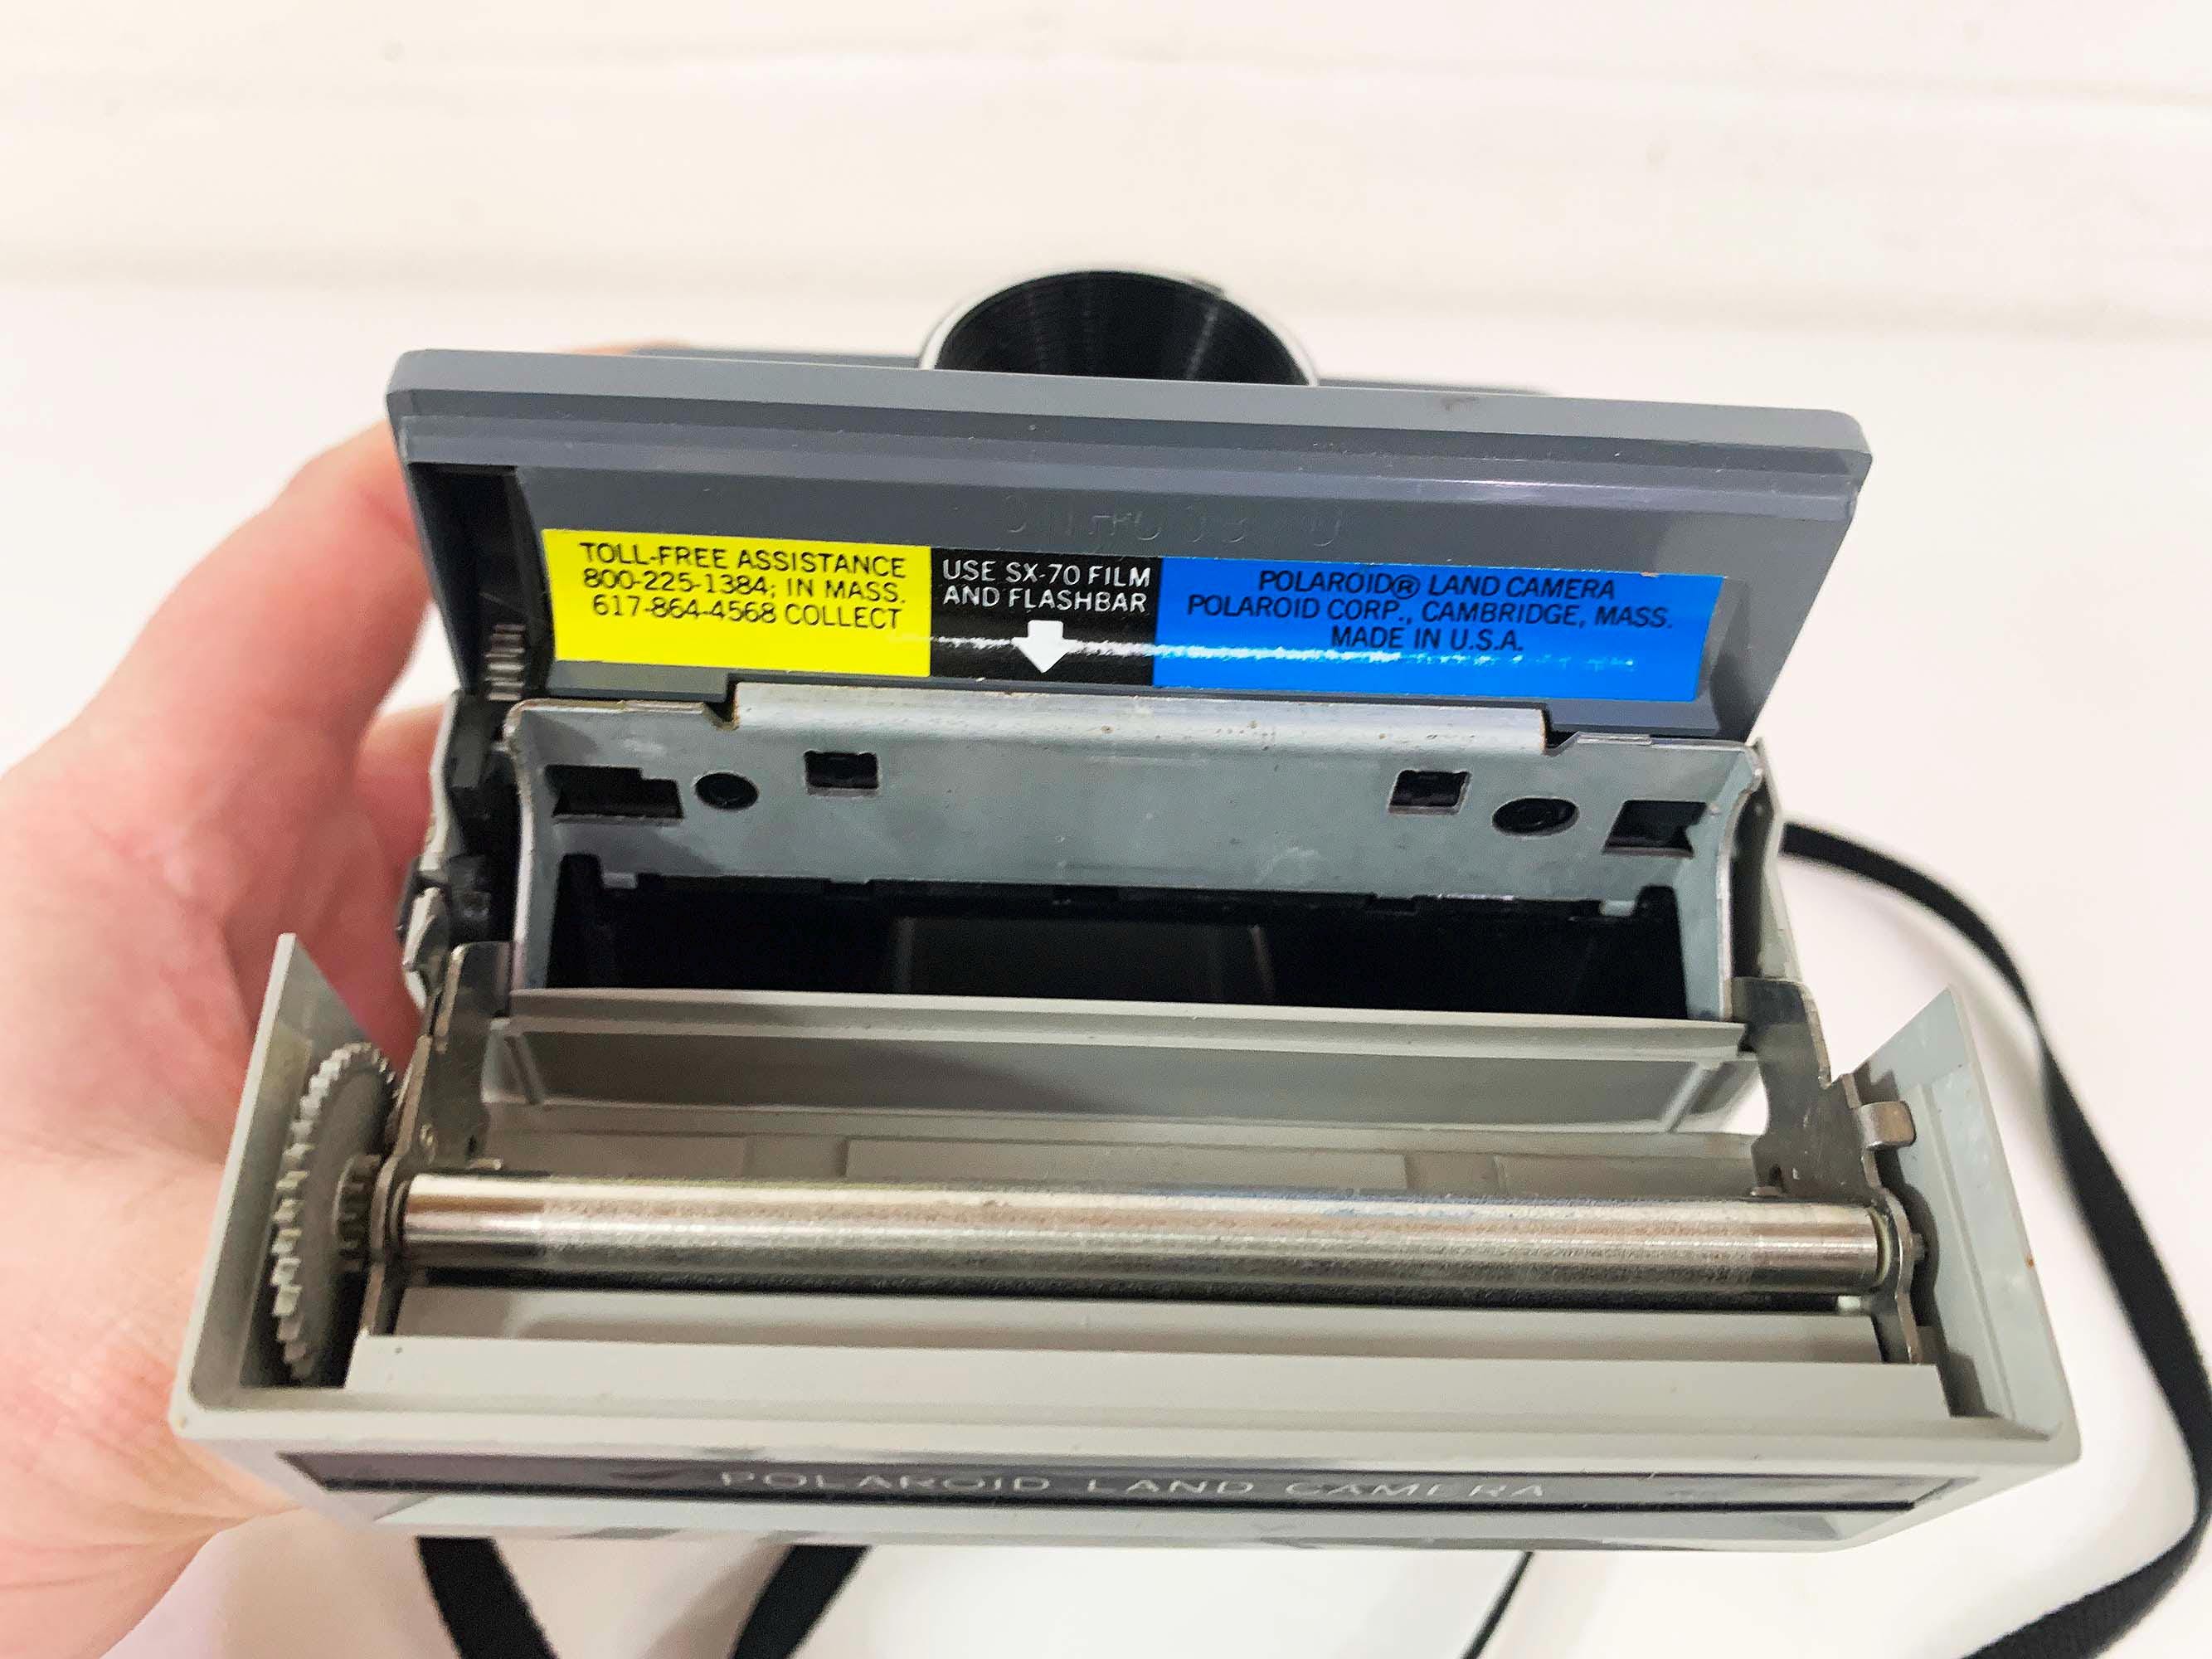 TOLL-FREE ASSISTANCE
800-225-1384; IN MASS.
617-864-4568 COLLECT
USE SX-70 FILM
AND FLASHBAR
POLAROID® LAND CAMERA
POLAROID CORP., CAMBRIDGE, MASS.
MADE IN U.S.A.
POLAROID LAND CAMERA